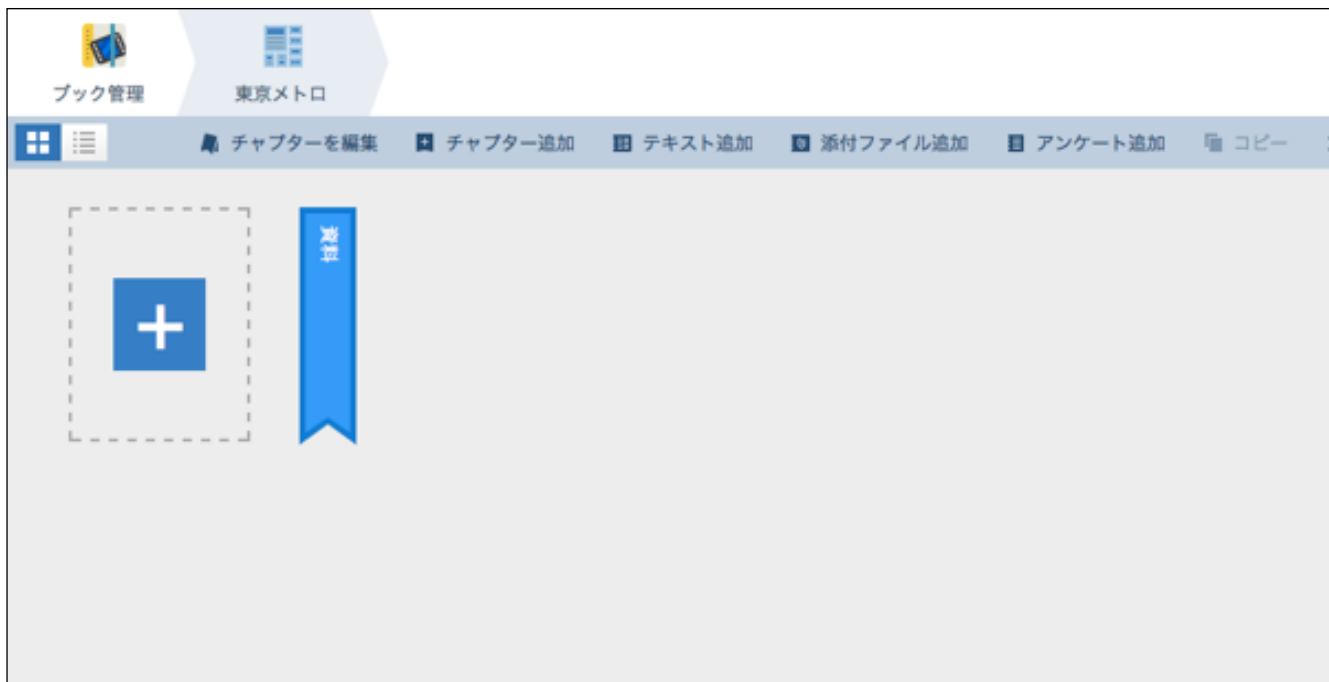 ブック管理
東京メトロ
チャプターを編集
チャプター追加
テキスト追加
添付ファイル追加
アンケート追加
コピー
資料